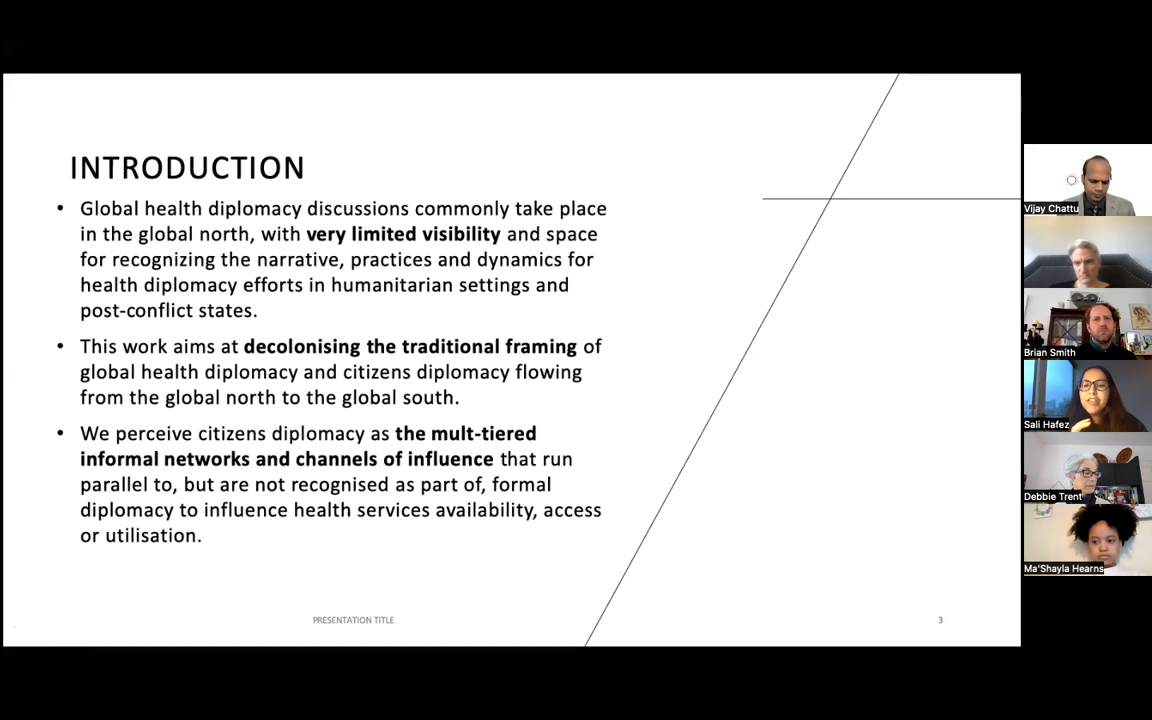 INTRODUCTION
• Global health diplomacy discussions commonly take place
in the global north, with very limited visibility and space
for recognizing the narrative, practices and dynamics for
health diplomacy efforts in humanitarian settings and
post-conflict states.
• This work aims at decolonising the traditional framing of
global health diplomacy and citizens diplomacy flowing
from the global north to the global south.
• We perceive citizens diplomacy as the mult-tiered
informal networks and channels of influence that run
parallel to, but are not recognised as part of, formal
diplomacy to influence health services availability, access
or utilisation.
PRESENTATION TITLE
3
Vijay Chattu
Brian Smith
Sali Hafez
Debbie Trent
Ma'Shayla Hearns